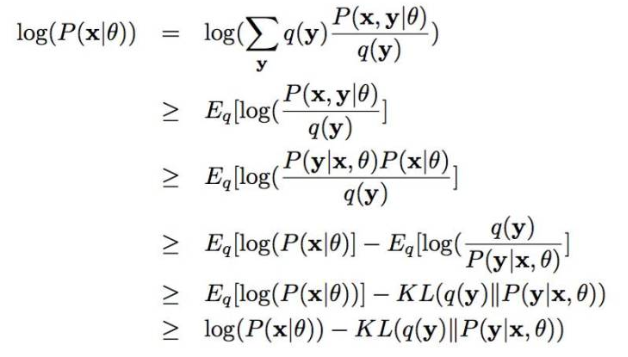 log(P(x|θ)) = log(∑_y q(y) P(x, y|θ) / q(y))
≥ E_q[log(P(x, y|θ) / q(y)]
≥ E_q[log(P(y|x, θ)P(x|θ) / q(y)]
≥ E_q[log(P(x|θ)] − E_q[log(q(y) / P(y|x, θ)]
≥ E_q[log(P(x|θ))] − KL(q(y)‖P(y|x, θ))
≥ log(P(x|θ)) − KL(q(y)‖P(y|x, θ))